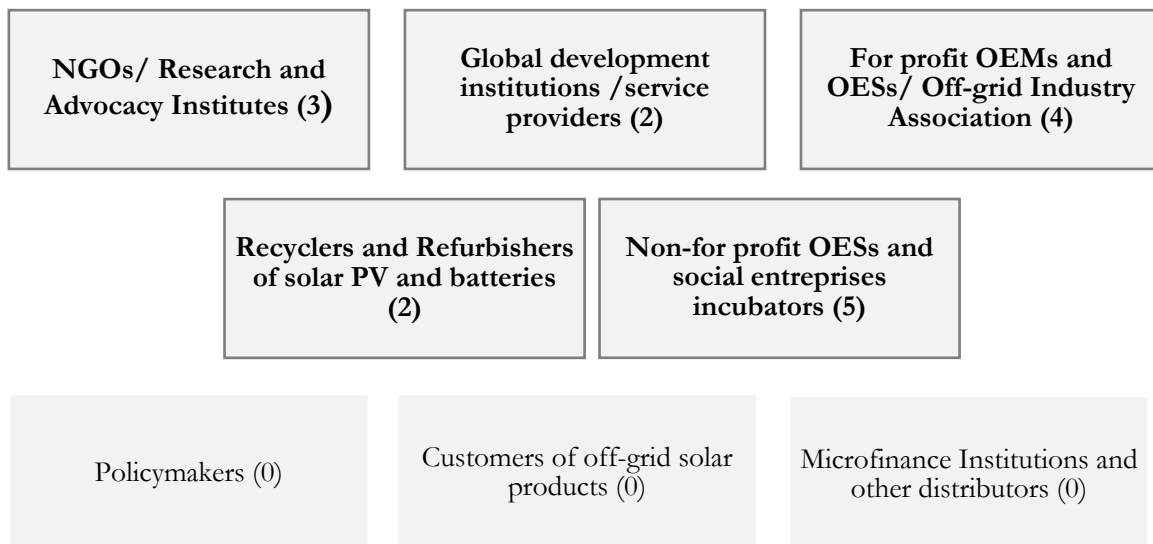 NGOs/ Research and
Advocacy Institutes (3)
Global development
institutions /service
providers (2)
For profit OEMs and
OESs/ Off-grid Industry
Association (4)
Recyclers and Refurbishers
of solar PV and batteries
(2)
Non-for profit OESs and
social entreprises
incubators (5)
Policymakers (0)
Customers of off-grid solar
products (0)
Microfinance Institutions and
other distributors (0)